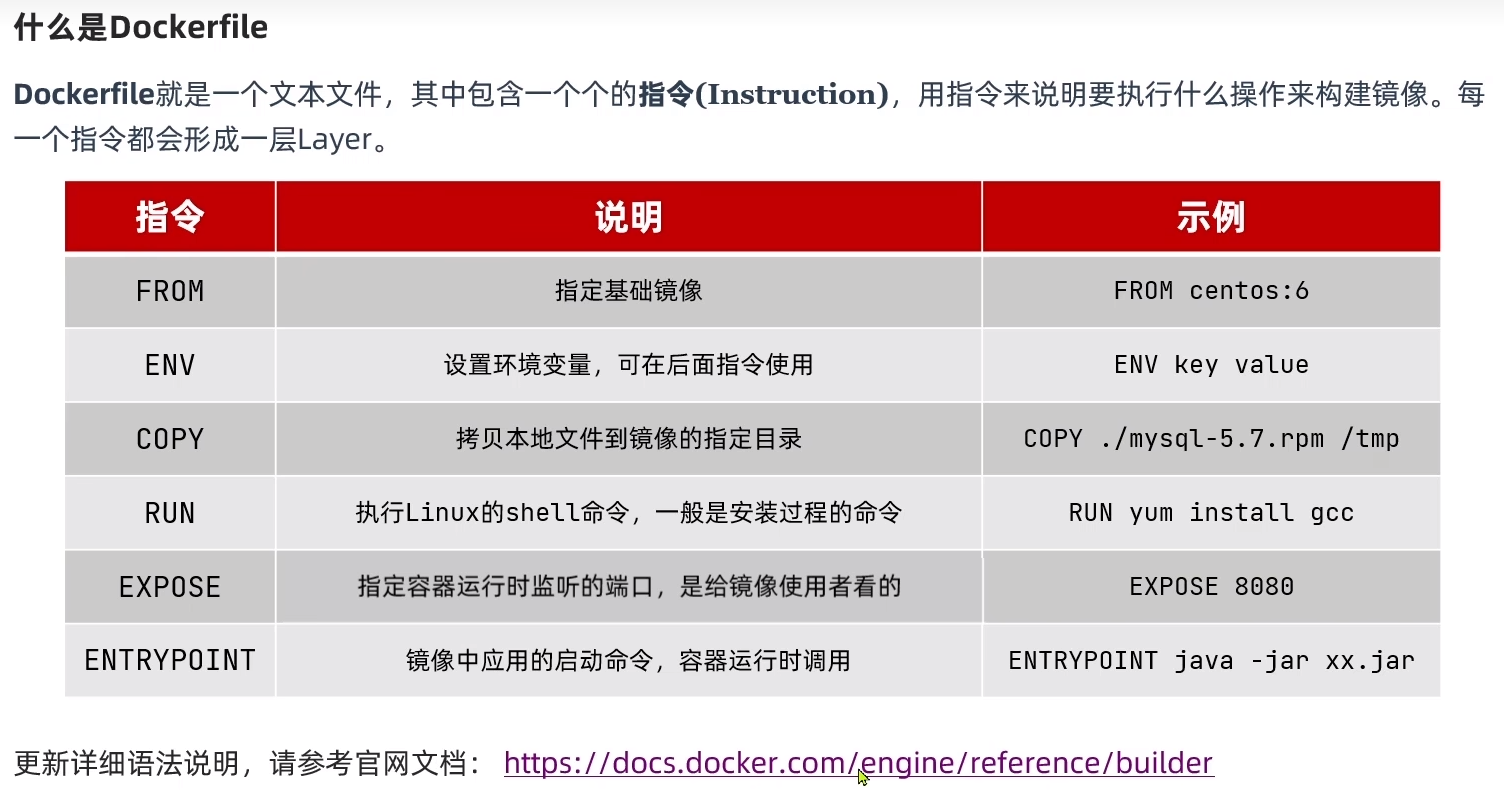 什么是Dockerfile
Dockerfile就是一个文本文件，其中包含一个个的指令(Instruction)，用指令来说明要执行什么操作来构建镜像。每
一个指令都会形成一层Layer。
指令 说明 示例
FROM 指定基础镜像 FROM centos:6
ENV 设置环境变量，可在后面指令使用 ENV key value
COPY 拷贝本地文件到镜像的指定目录 COPY ./mysql-5.7.rpm /tmp
RUN 执行Linux的shell命令，一般是安装过程的命令 RUN yum install gcc
EXPOSE 指定容器运行时监听的端口，是给镜像使用者看的 EXPOSE 8080
ENTRYPOINT 镜像中应用的启动命令，容器运行时调用 ENTRYPOINT java -jar xx.jar
更新详细语法说明，请参考官网文档： https://docs.docker.com/engine/reference/builder